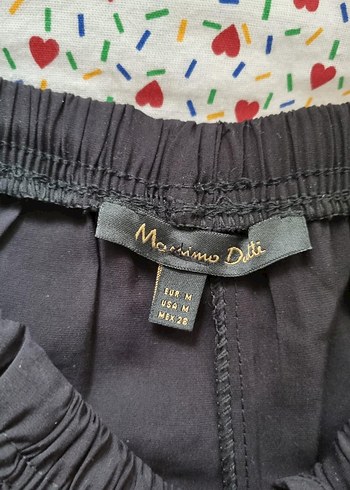 Massimo Dutti
EUR M
USA M
MEX 28